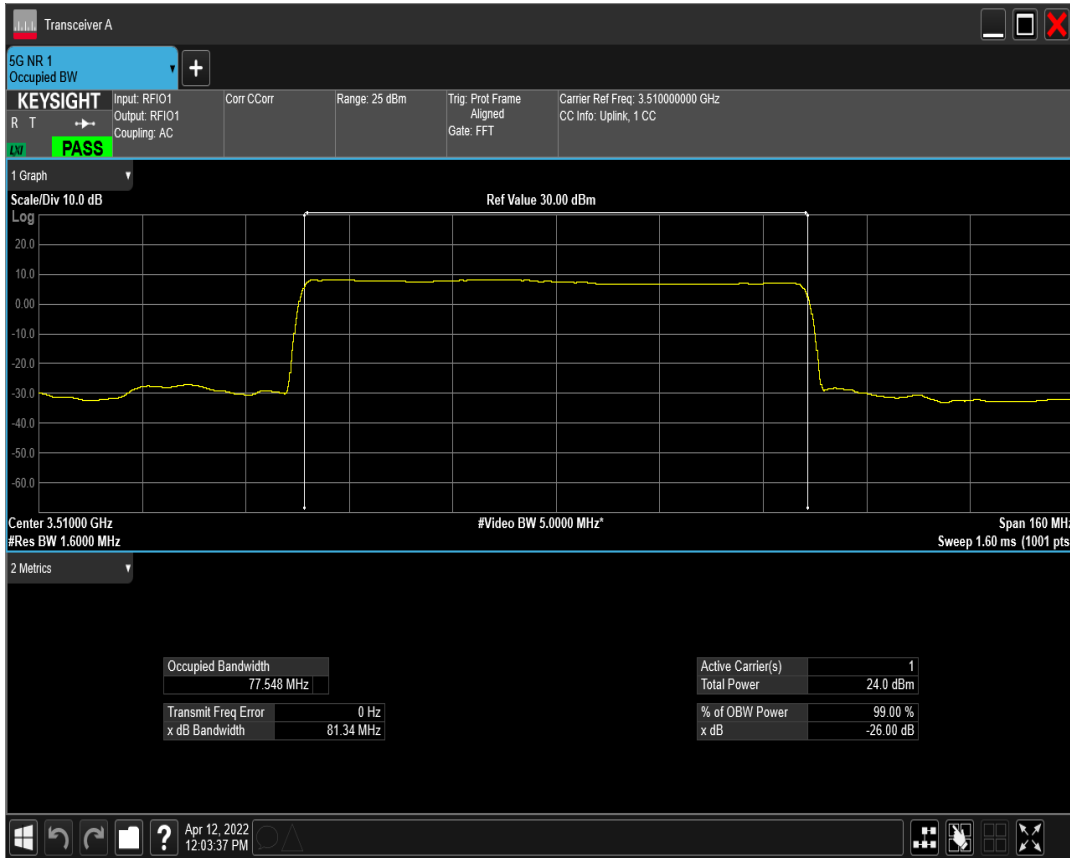 Transceiver A
5G NR 1
Occupied BW
KEYSIGHT
R T
LXI
PASS
Input: RFIO1
Output: RFIO1
Coupling: AC
Corr CCorr
Range: 25 dBm
Trig: Prot Frame
Aligned
Gate: FFT
Carrier Ref Freq: 3.510000000 GHz
CC Info: Uplink, 1 CC
1 Graph
Scale/Div 10.0 dB
Ref Value 30.00 dBm
Log
20.0
10.0
0.00
-10.0
-20.0
-30.0
-40.0
-50.0
-60.0
Center 3.51000 GHz
#Video BW 5.0000 MHz*
Span 160 MHz
#Res BW 1.6000 MHz
Sweep 1.60 ms (1001 pts
2 Metrics
Occupied Bandwidth
77.548 MHz
Transmit Freq Error 0 Hz
x dB Bandwidth 81.34 MHz
Active Carrier(s) 1
Total Power 24.0 dBm
% of OBW Power 99.00 %
x dB -26.00 dB
?
Apr 12, 2022
12:03:37 PM